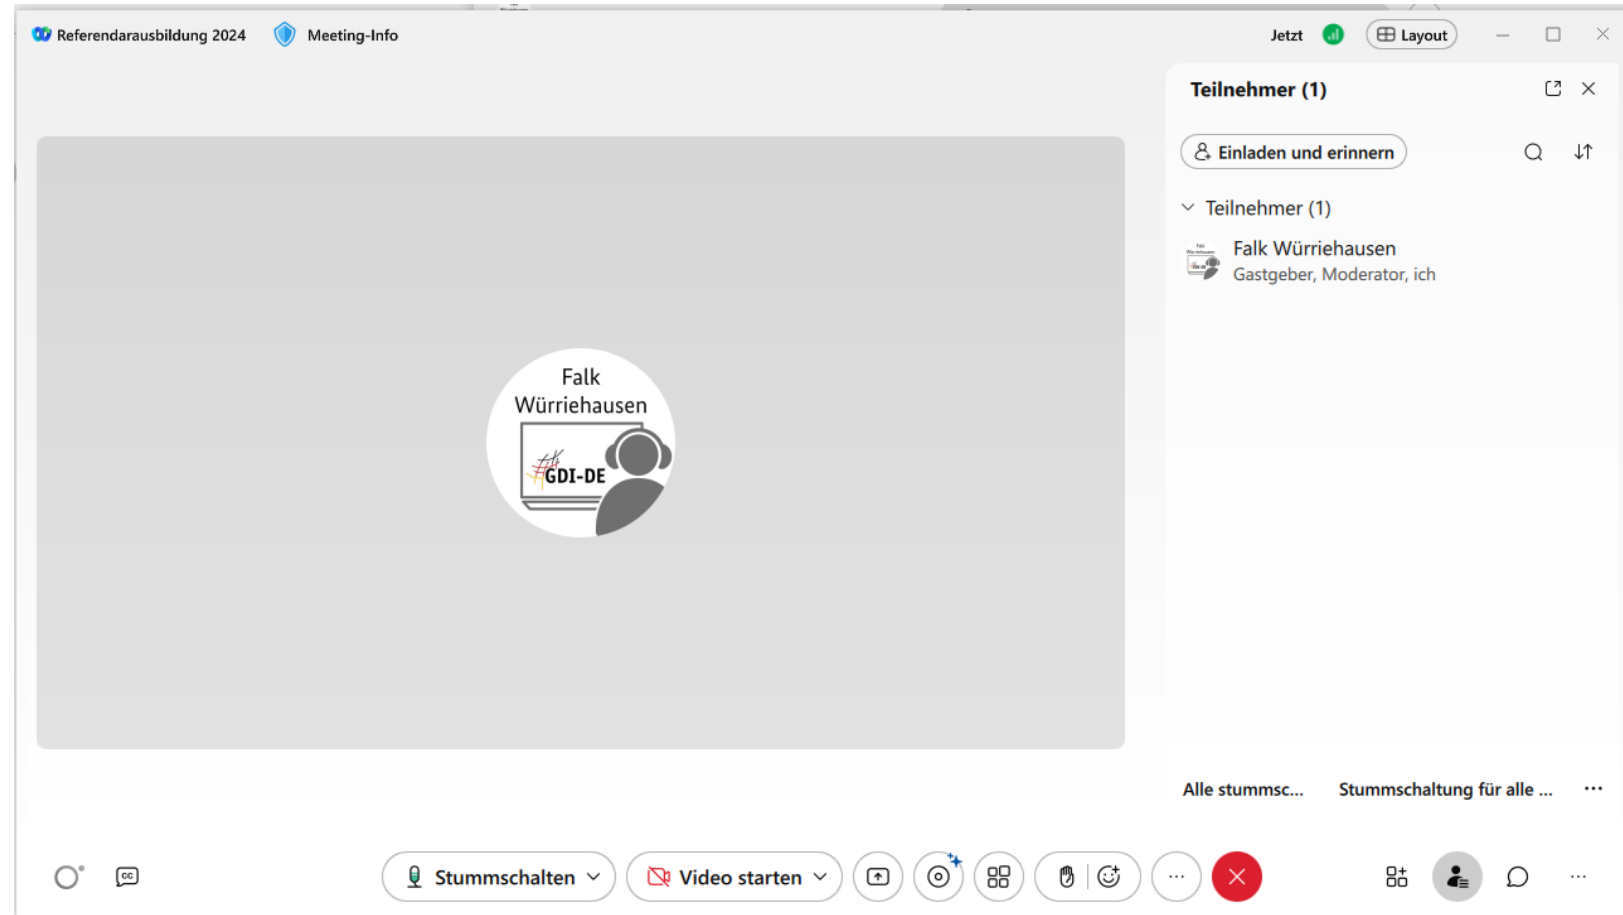 Referendarausbildung 2024
Meeting-Info
Jetzt
Layout
Teilnehmer (1)
Einladen und erinnern
Teilnehmer (1)
Falk Würriehausen
Gastgeber, Moderator, ich
Falk
Würriehausen
GDI-DE
Alle stummsc...
Stummschaltung für alle ...
CC
Stummschalten
Video starten